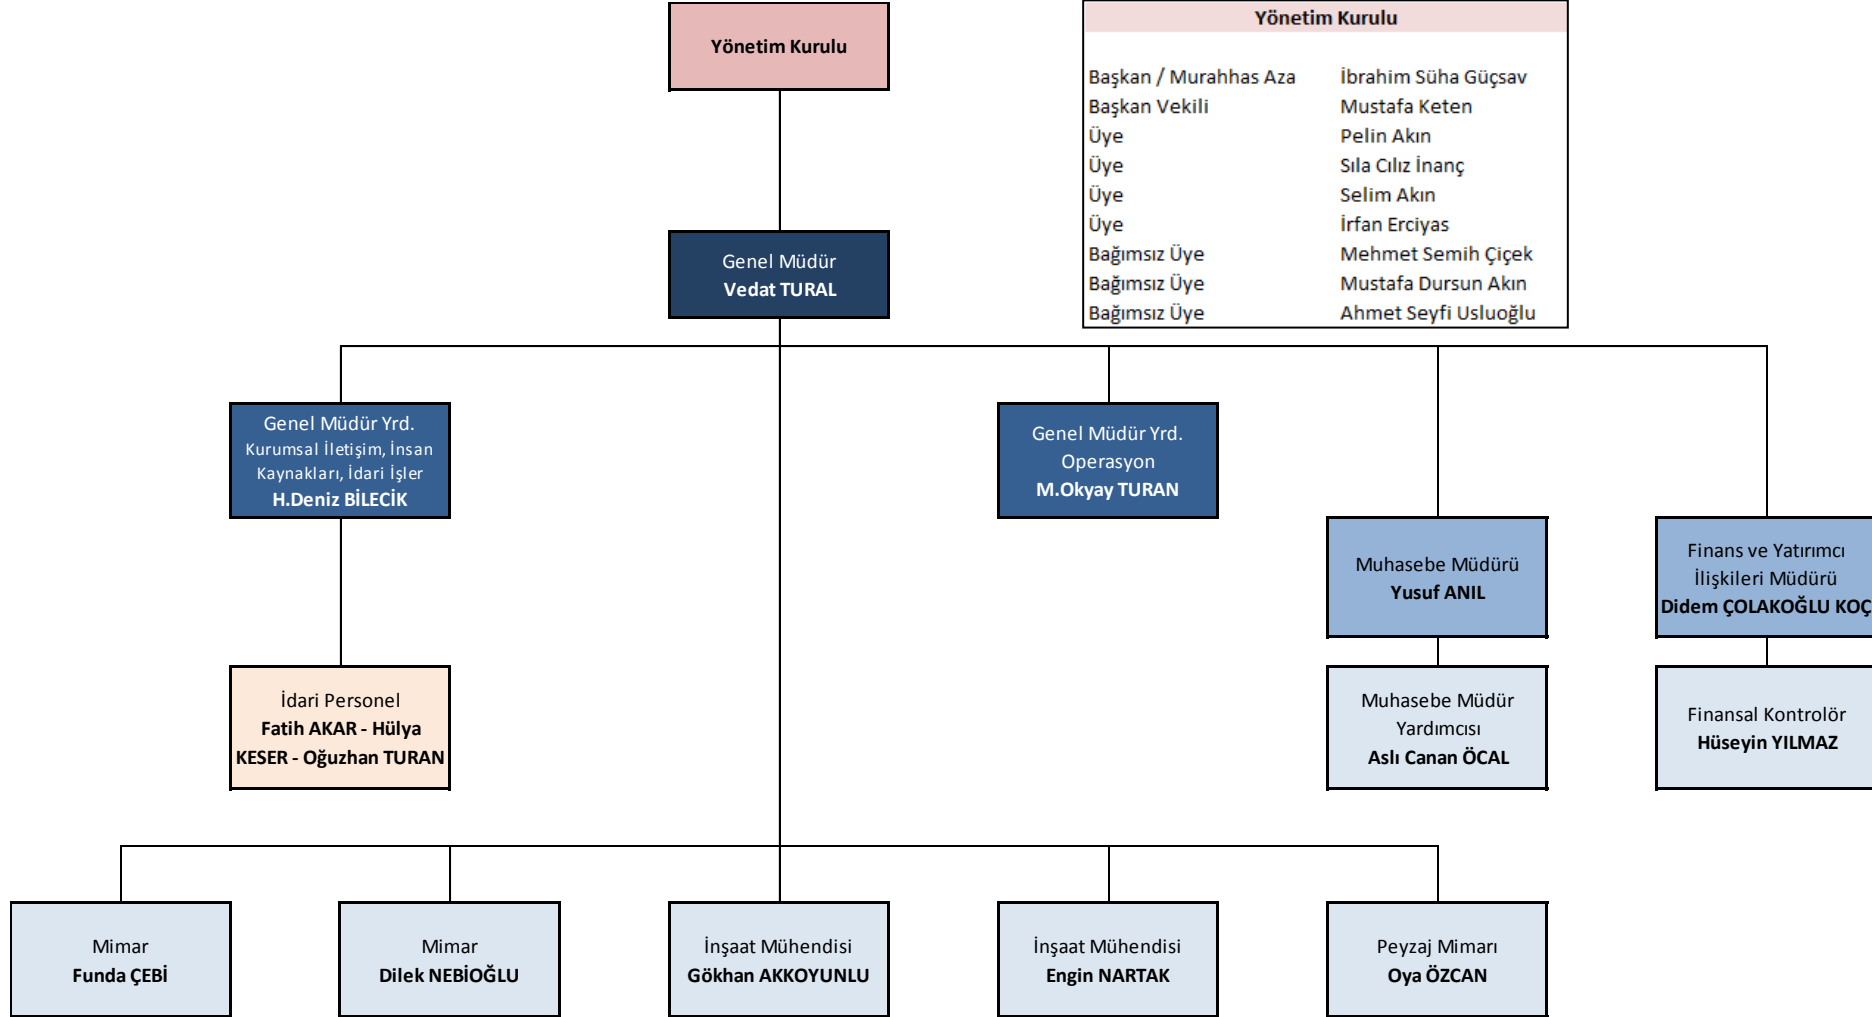 Yönetim Kurulu
Yönetim Kurulu
Başkan / Murahhas Aza İbrahim Süha Güçsav
Başkan Vekili Mustafa Keten
Üye Pelin Akın
Üye Sıla Cılız İnanç
Üye Selim Akın
Üye İrfan Erciyas
Bağımsız Üye Mehmet Semih Çiçek
Bağımsız Üye Mustafa Dursun Akın
Bağımsız Üye Ahmet Seyfi Usluoğlu
Genel Müdür
Vedat TURAL
Genel Müdür Yrd.
Kurumsal İletişim, İnsan
Kaynakları, İdari İşler
H.Deniz BİLECİK
Genel Müdür Yrd.
Operasyon
M.Okyay TURAN
Muhasebe Müdürü
Yusuf ANIL
Finans ve Yatırımcı
İlişkileri Müdürü
Didem ÇOLAKOĞLU KOÇ
İdari Personel
Fatih AKAR - Hülya
KESER - Oğuzhan TURAN
Muhasebe Müdür
Yardımcısı
Aslı Canan ÖCAL
Finansal Kontrolör
Hüseyin YILMAZ
Mimar
Funda ÇEBİ
Mimar
Dilek NEBİOĞLU
İnşaat Mühendisi
Gökhan AKKOYUNLU
İnşaat Mühendisi
Engin NARTAK
Peyzaj Mimarı
Oya ÖZCAN